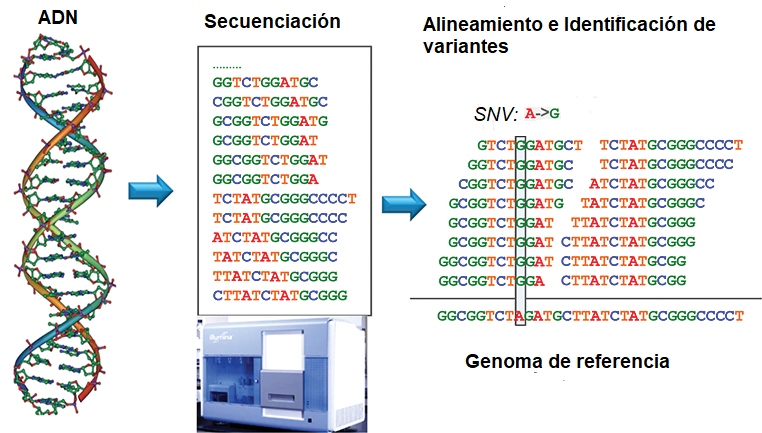 ADN
Secuenciación
Alineamiento e Identificación de
variantes
.........
GGTCTGGATGC
CGGTCTGGATGC
GCGGTCTGGATG
GCGGTCTGGAT
GGCGGTCTGGAT
GGCGGTCTGGA
TCTATGCGGGCCCCT
TCTATGCGGGCCCC
ATCTATGCGGGCC
TATCTATGCGGGC
TTATCTATGCGGG
CTTATCTATGCGGG
illumina
SNV: A->G
GTCTGGATGCT TCTATGCGGGCCCCT
GGTCTGGATGC TCTATGCGGGCCCC
CGGTCTGGATGC ATCTATGCGGGCC
GCGGTCTGGATG TATCTATGCGGGC
GCGGTCTGGAT TTATCTATGCGGG
GCGGTCTGGAT CTTATCTATGCGGG
GGCGGTCTGGAT CTTATCTATGCGG
GGCGGTCTGGA CTTATCTATGCGG
GGCGGTCTAGATGCTTATCTATGCGGGCCCCT
Genoma de referencia